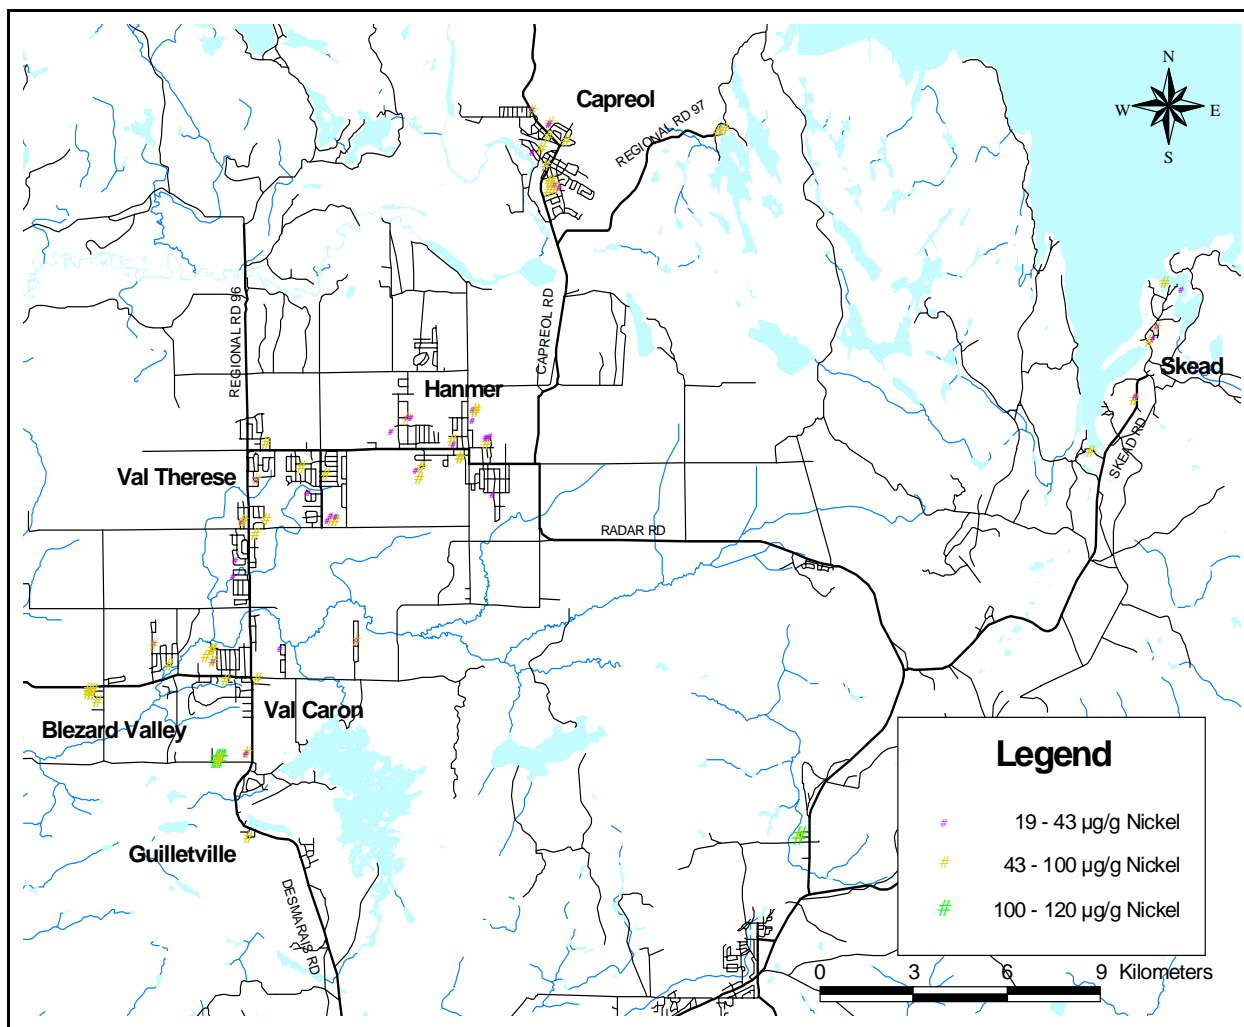 Capreol
REGIONAL RD 97
N
W
E
S
REGIONAL RD 96
CAPREOL RD
Hanmer
Skead
SKEAD RD
Val Therese
RADAR RD
Val Caron
Blezard Valley
Guilletville
DESMARAIS RD
Legend
# 19 - 43 µg/g Nickel
# 43 - 100 µg/g Nickel
# 100 - 120 µg/g Nickel
0 3 6 9 Kilometers